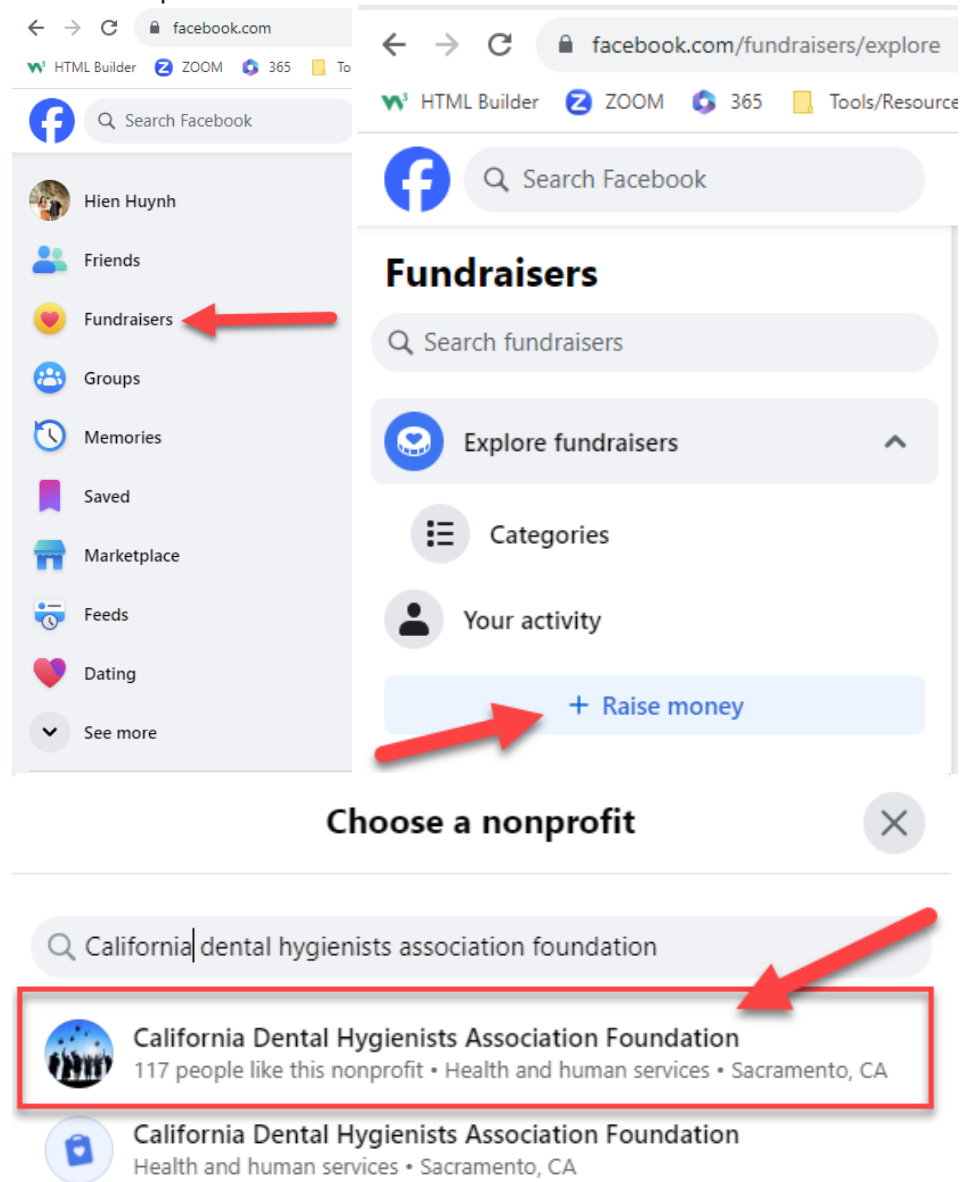 facebook.com
HTML Builder ZOOM 365 To
Search Facebook
Hien Huynh
Friends
Fundraisers
Groups
Memories
Saved
Marketplace
Feeds
Dating
See more
facebook.com/fundraisers/explore
HTML Builder ZOOM 365 Tools/Resource
Search Facebook
Fundraisers
Search fundraisers
Explore fundraisers
Categories
Your activity
+ Raise money
Choose a nonprofit
California dental hygienists association foundation
California Dental Hygienists Association Foundation
117 people like this nonprofit • Health and human services • Sacramento, CA
California Dental Hygienists Association Foundation
Health and human services • Sacramento, CA